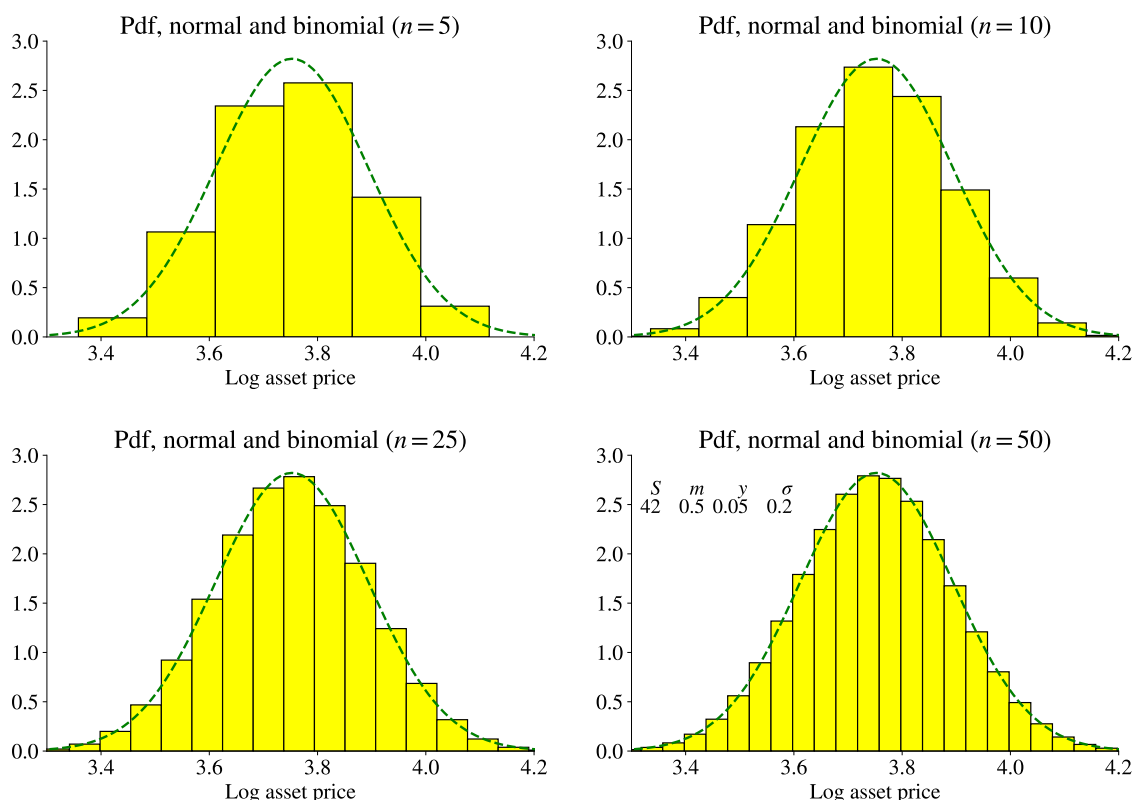 Pdf, normal and binomial (n = 5)
3.0
2.5
2.0
1.5
1.0
0.5
0.0
3.4 3.6 3.8 4.0 4.2
Log asset price
Pdf, normal and binomial (n = 10)
3.0
2.5
2.0
1.5
1.0
0.5
0.0
3.4 3.6 3.8 4.0 4.2
Log asset price
Pdf, normal and binomial (n = 25)
3.0
2.5
2.0
1.5
1.0
0.5
0.0
3.4 3.6 3.8 4.0 4.2
Log asset price
Pdf, normal and binomial (n = 50)
3.0
S m y σ
42 0.5 0.05 0.2
2.5
2.0
1.5
1.0
0.5
0.0
3.4 3.6 3.8 4.0 4.2
Log asset price